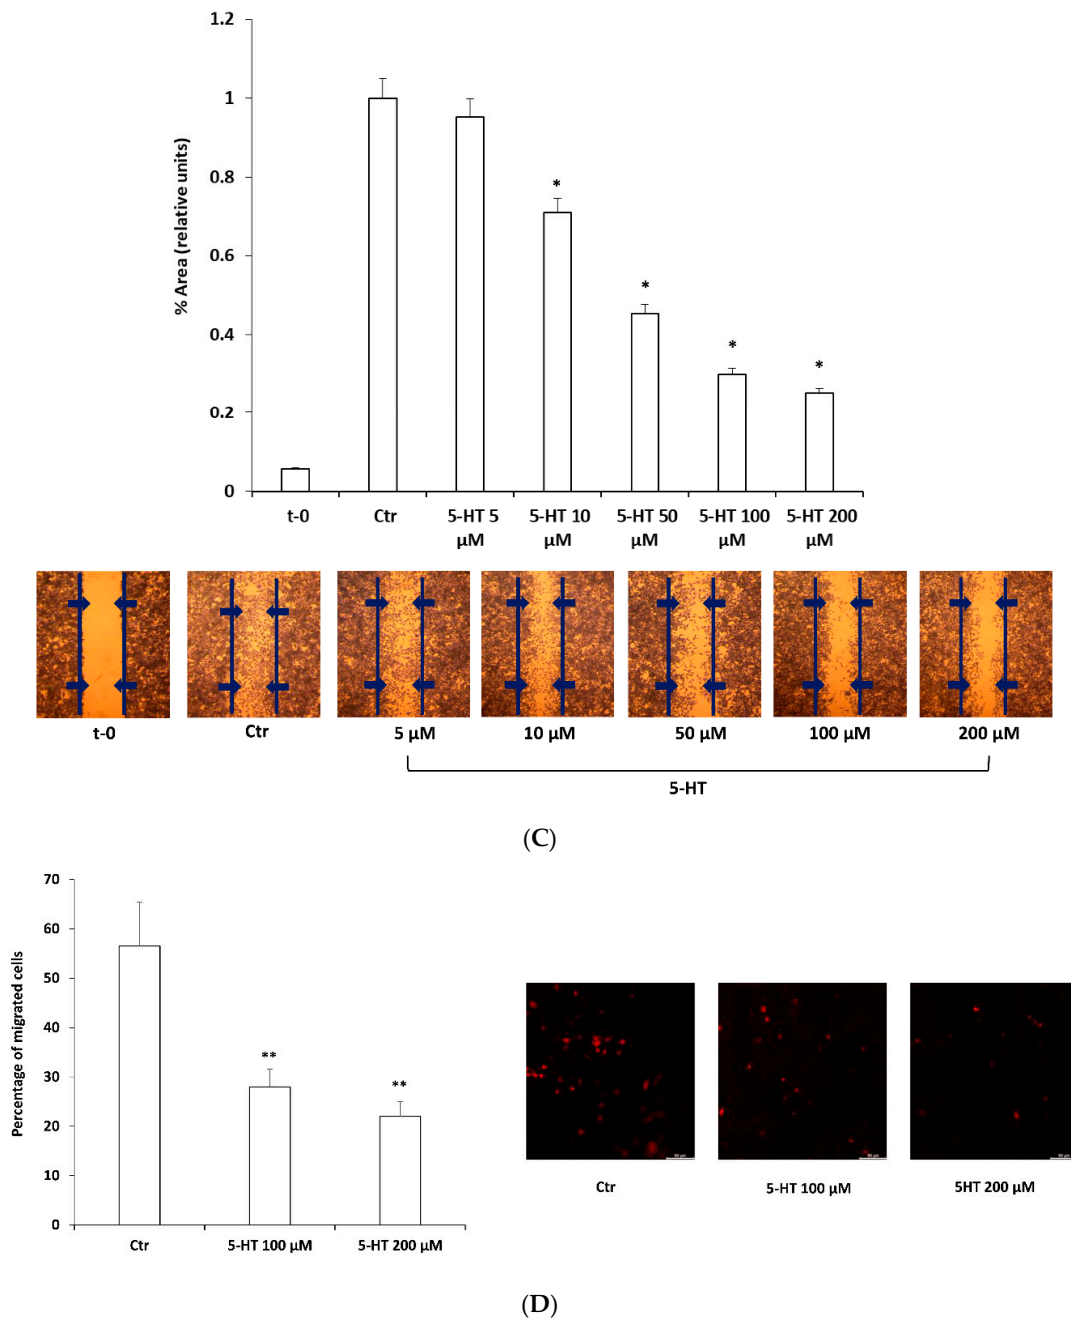 1.2
1
0.8
0.6
0.4
0.2
0
% Area (relative units)
*
*
*
*
t-0
Ctr
5-HT 5
µM
5-HT 10
µM
5-HT 50
µM
5-HT 100
µM
5-HT 200
µM
t-0
Ctr
5 µM
10 µM
50 µM
100 µM
200 µM
5-HT
(C)
70
60
50
40
30
20
10
0
Percentage of migrated cells
**
**
Ctr
5-HT 100 µM
5-HT 200 µM
Ctr
5-HT 100 µM
5HT 200 µM
(D)